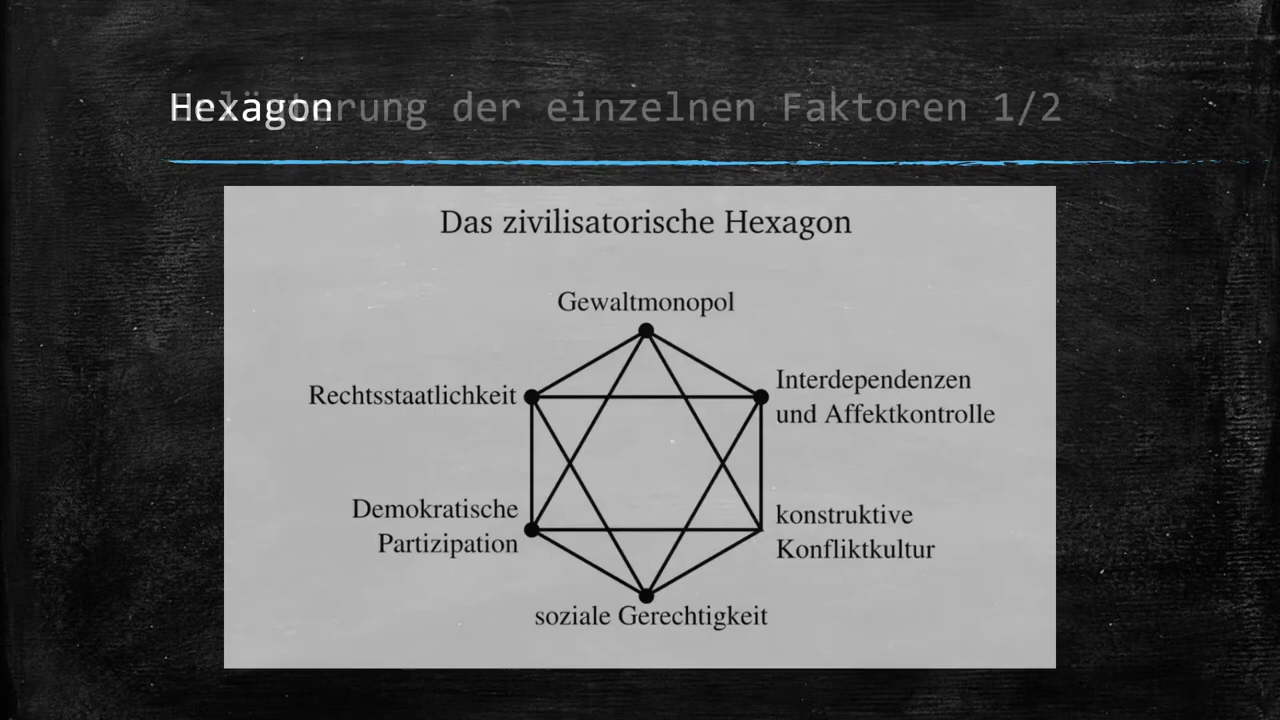 Hexagon
Erläuterung der einzelnen Faktoren 1/2
Das zivilisatorische Hexagon
Gewaltmonopol
Rechtsstaatlichkeit
Interdependenzen
und Affektkontrolle
Demokratische
Partizipation
konstruktive
Konfliktkultur
soziale Gerechtigkeit